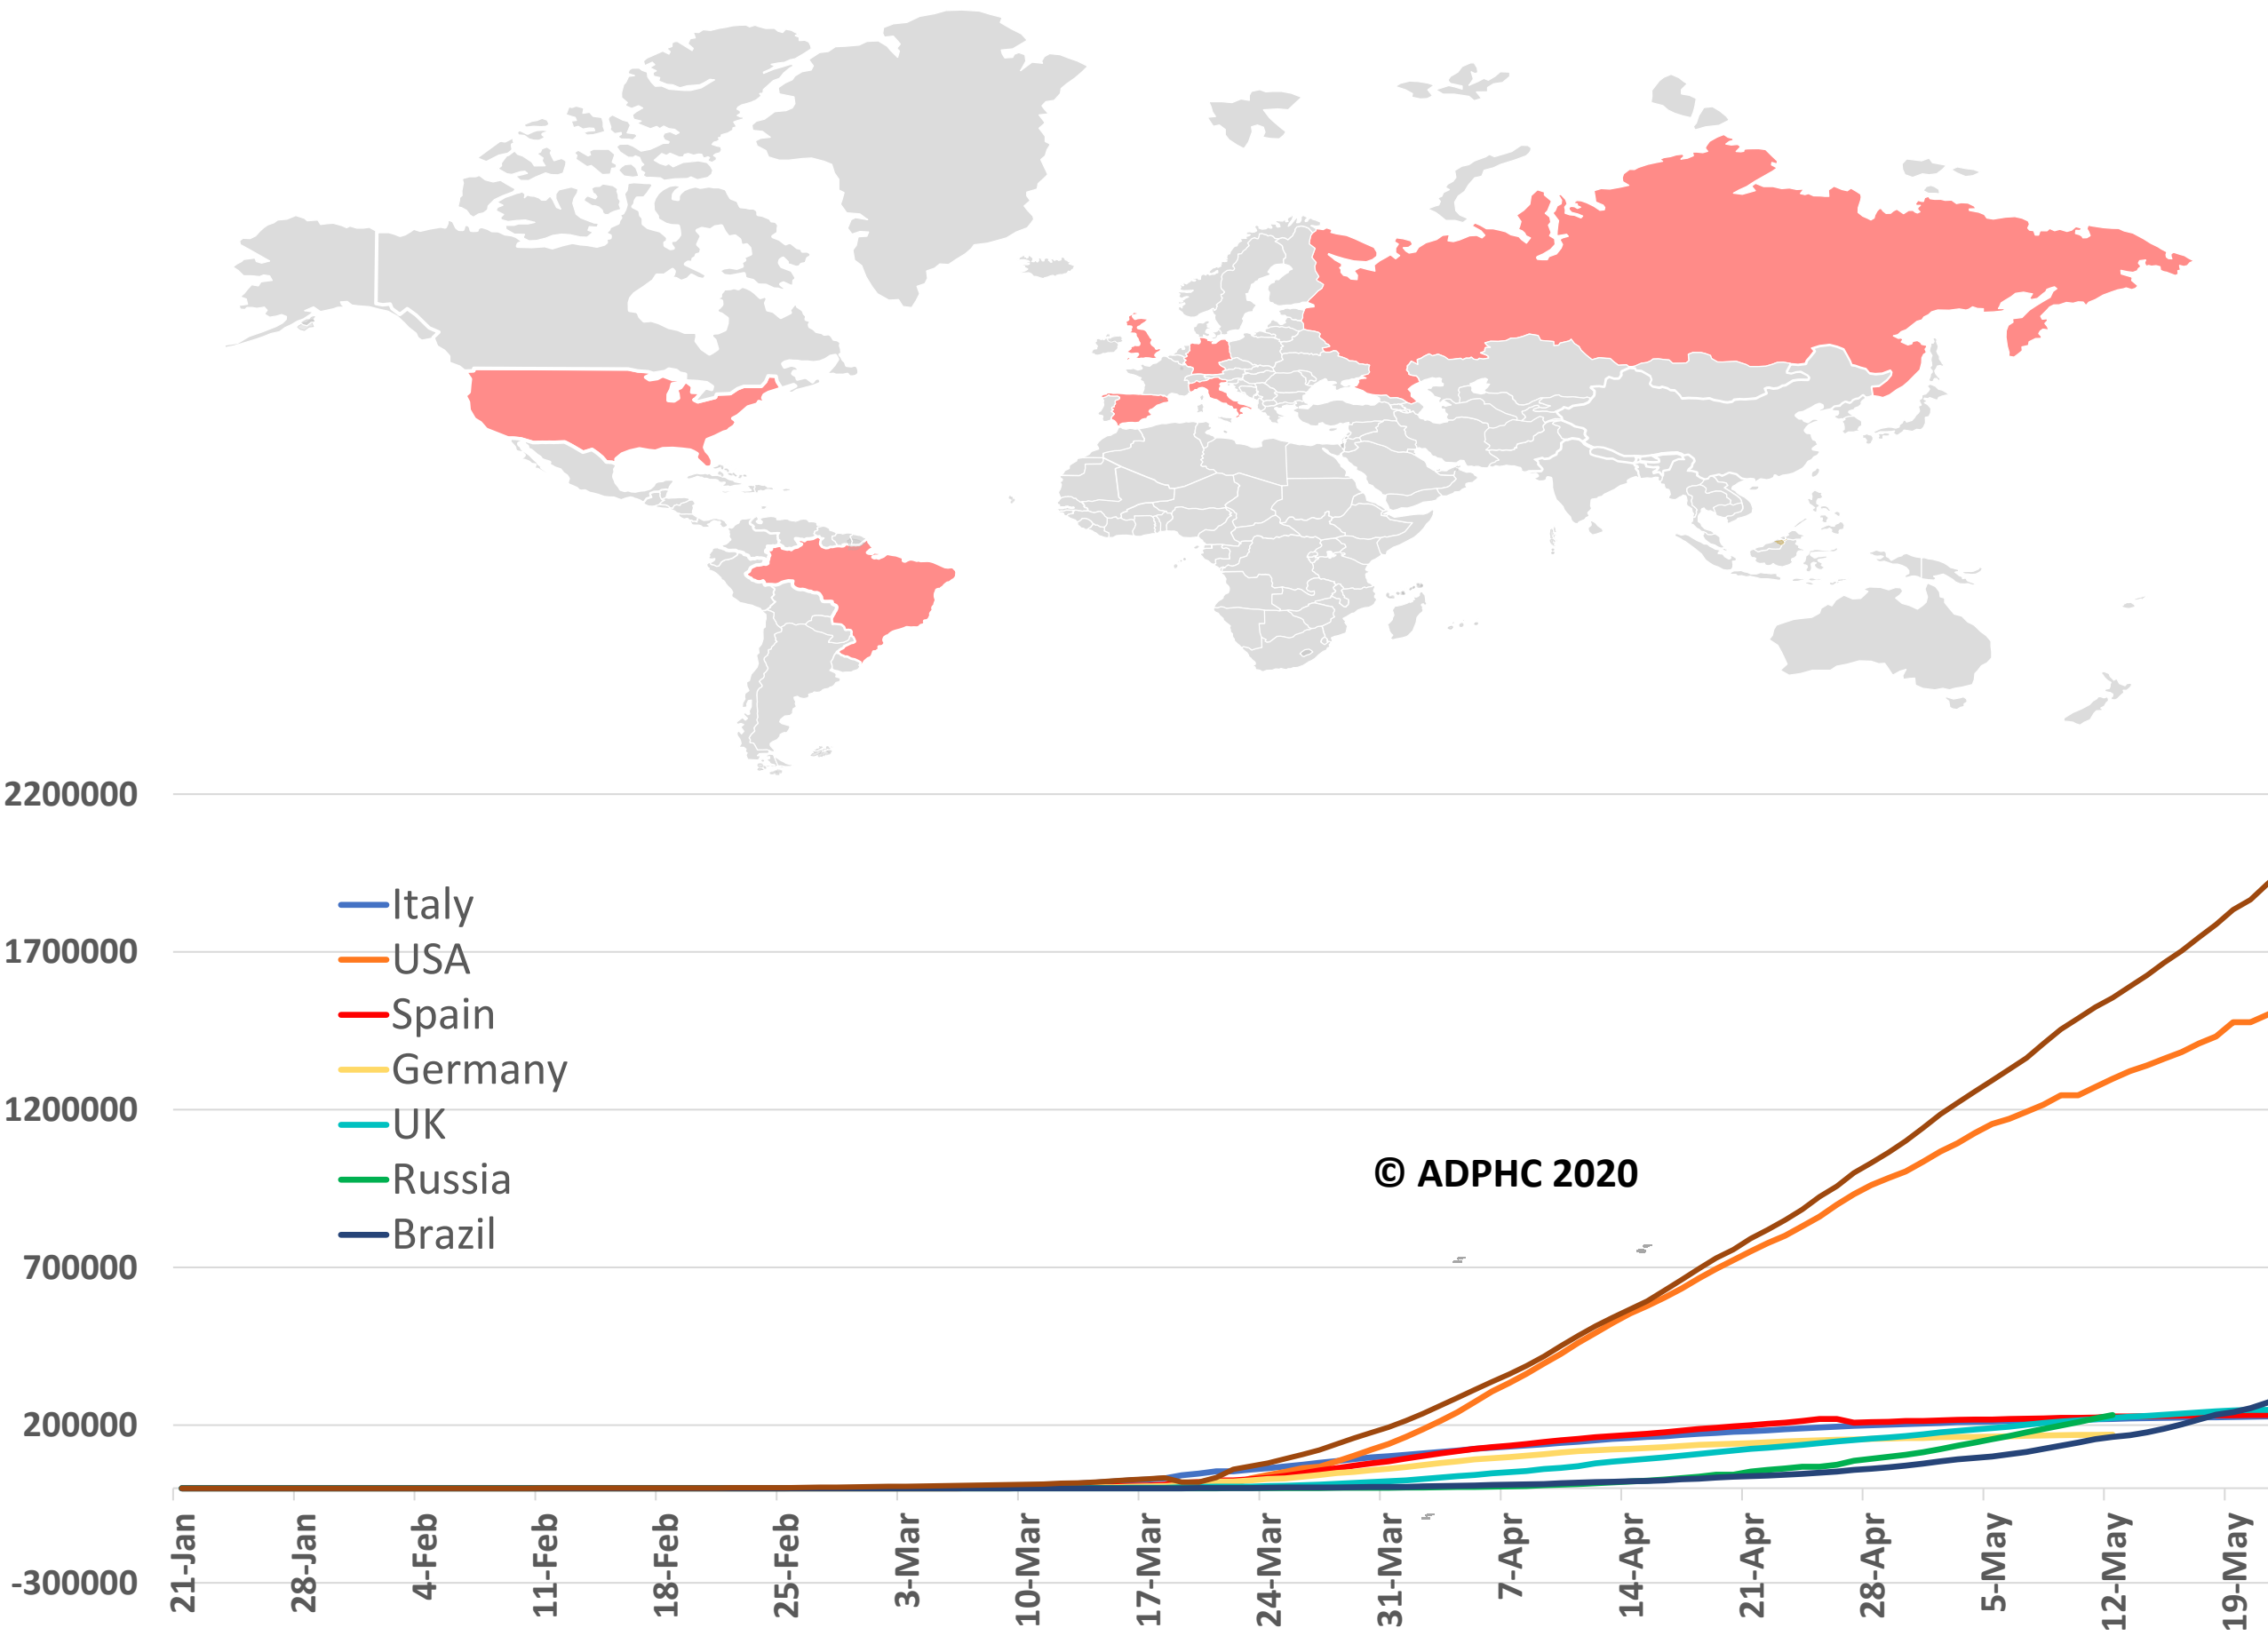 2200000
1700000
1200000
700000
200000
-300000
Italy
USA
Spain
Germany
UK
Russia
Brazil
© ADPHC 2020
21-Jan
28-Jan
4-Feb
11-Feb
18-Feb
25-Feb
3-Mar
10-Mar
17-Mar
24-Mar
31-Mar
7-Apr
14-Apr
21-Apr
28-Apr
5-May
12-May
19-May